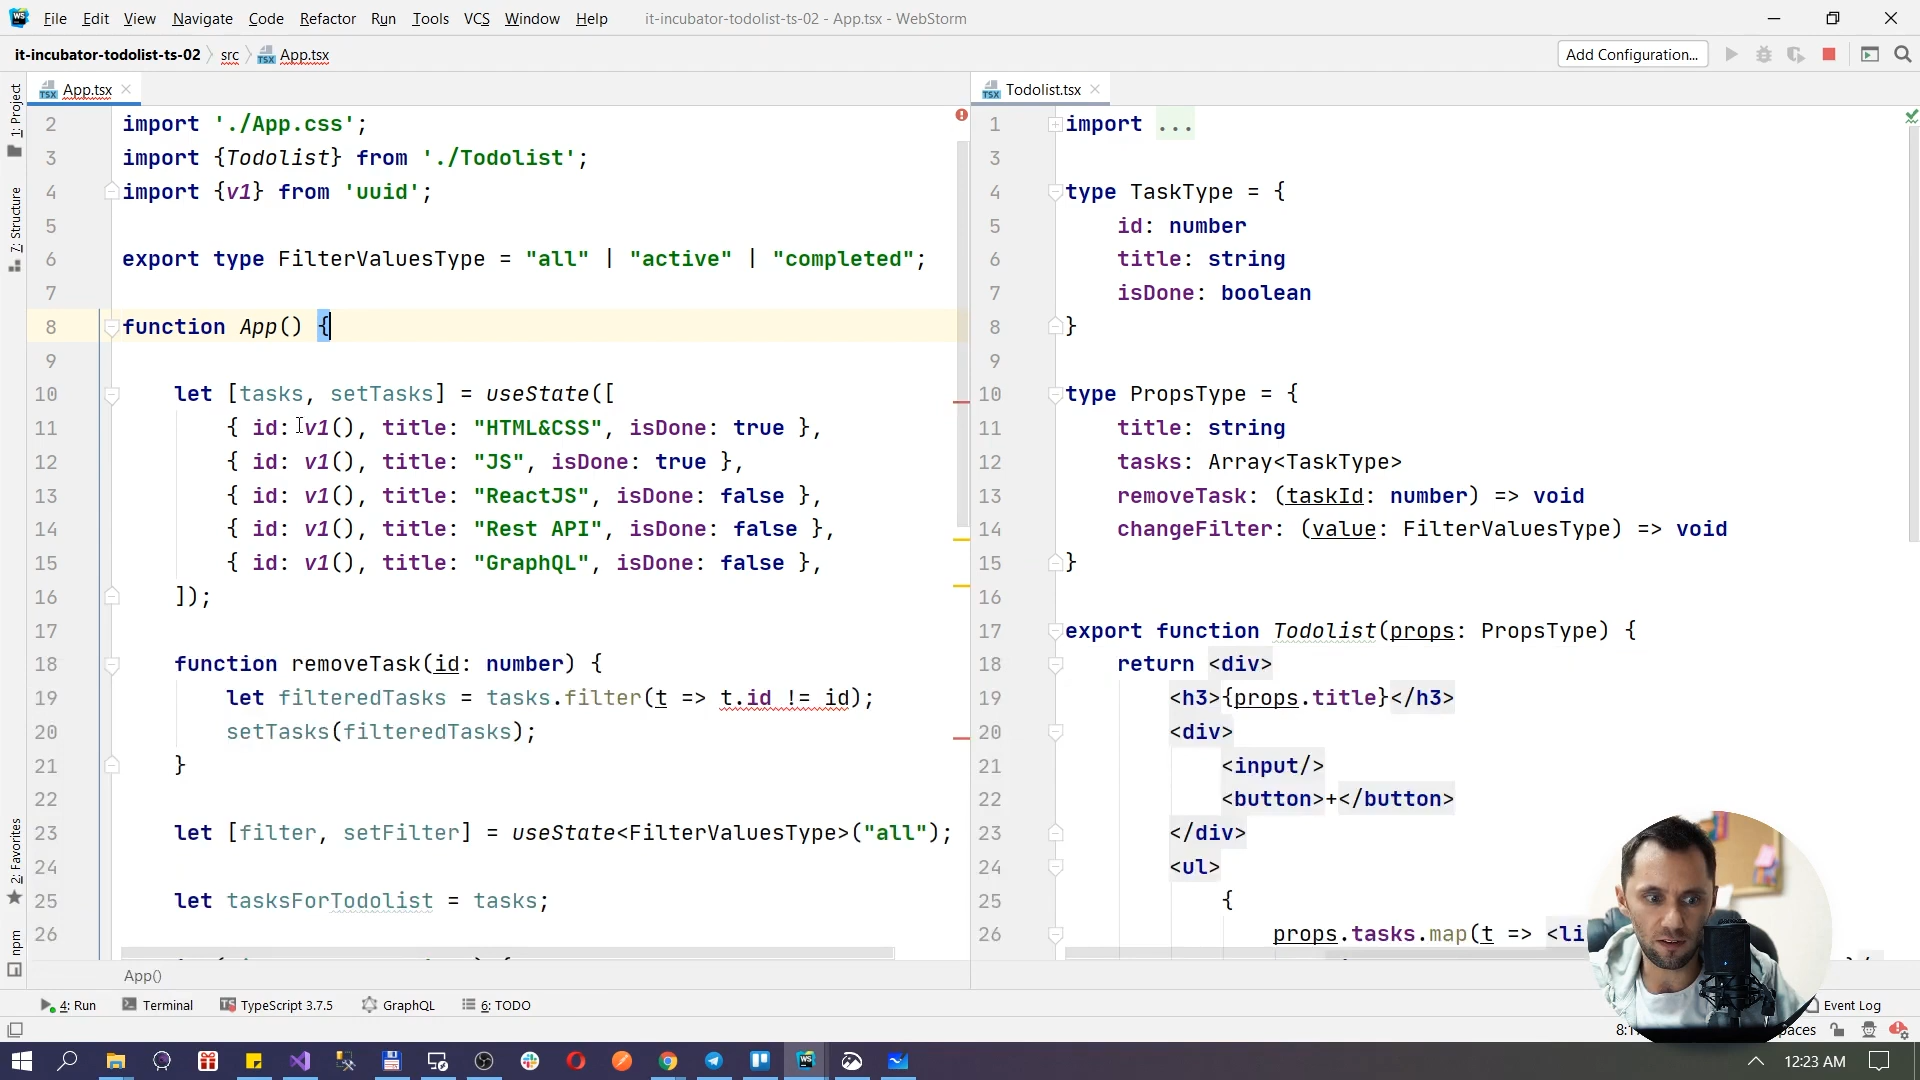 File Edit View Navigate Code Refactor Run Tools VCS Window Help it-incubator-todolist-ts-02 - App.tsx - WebStorm
it-incubator-todolist-ts-02 src App.tsx Add Configuration...
App.tsx
2 import './App.css';
3 import {Todolist} from './Todolist';
4 import {v1} from 'uuid';
5
6 export type FilterValuesType = "all" | "active" | "completed";
7
8 function App() {
9
10 let [tasks, setTasks] = useState([
11 { id: v1(), title: "HTML&CSS", isDone: true },
12 { id: v1(), title: "JS", isDone: true },
13 { id: v1(), title: "ReactJS", isDone: false },
14 { id: v1(), title: "Rest API", isDone: false },
15 { id: v1(), title: "GraphQL", isDone: false },
16 ]);
17
18 function removeTask(id: number) {
19 let filteredTasks = tasks.filter(t => t.id != id);
20 setTasks(filteredTasks);
21 }
22
23 let [filter, setFilter] = useState<FilterValuesType>("all");
24
25 let tasksForTodolist = tasks;
26
App()
Todolist.tsx
1 import ...
3
4 type TaskType = {
5 id: number
6 title: string
7 isDone: boolean
8 }
9
10 type PropsType = {
11 title: string
12 tasks: Array<TaskType>
13 removeTask: (taskId: number) => void
14 changeFilter: (value: FilterValuesType) => void
15 }
16
17 export function Todolist(props: PropsType) {
18 return <div>
19 <h3>{props.title}</h3>
20 <div>
21 <input/>
22 <button>+</button>
23 </div>
24 <ul>
25 {
26 props.tasks.map(t => <li
1: Project
7: Structure
2: Favorites
npm
4: Run Terminal TypeScript 3.7.5 GraphQL 6: TODO Event Log
12:23 AM